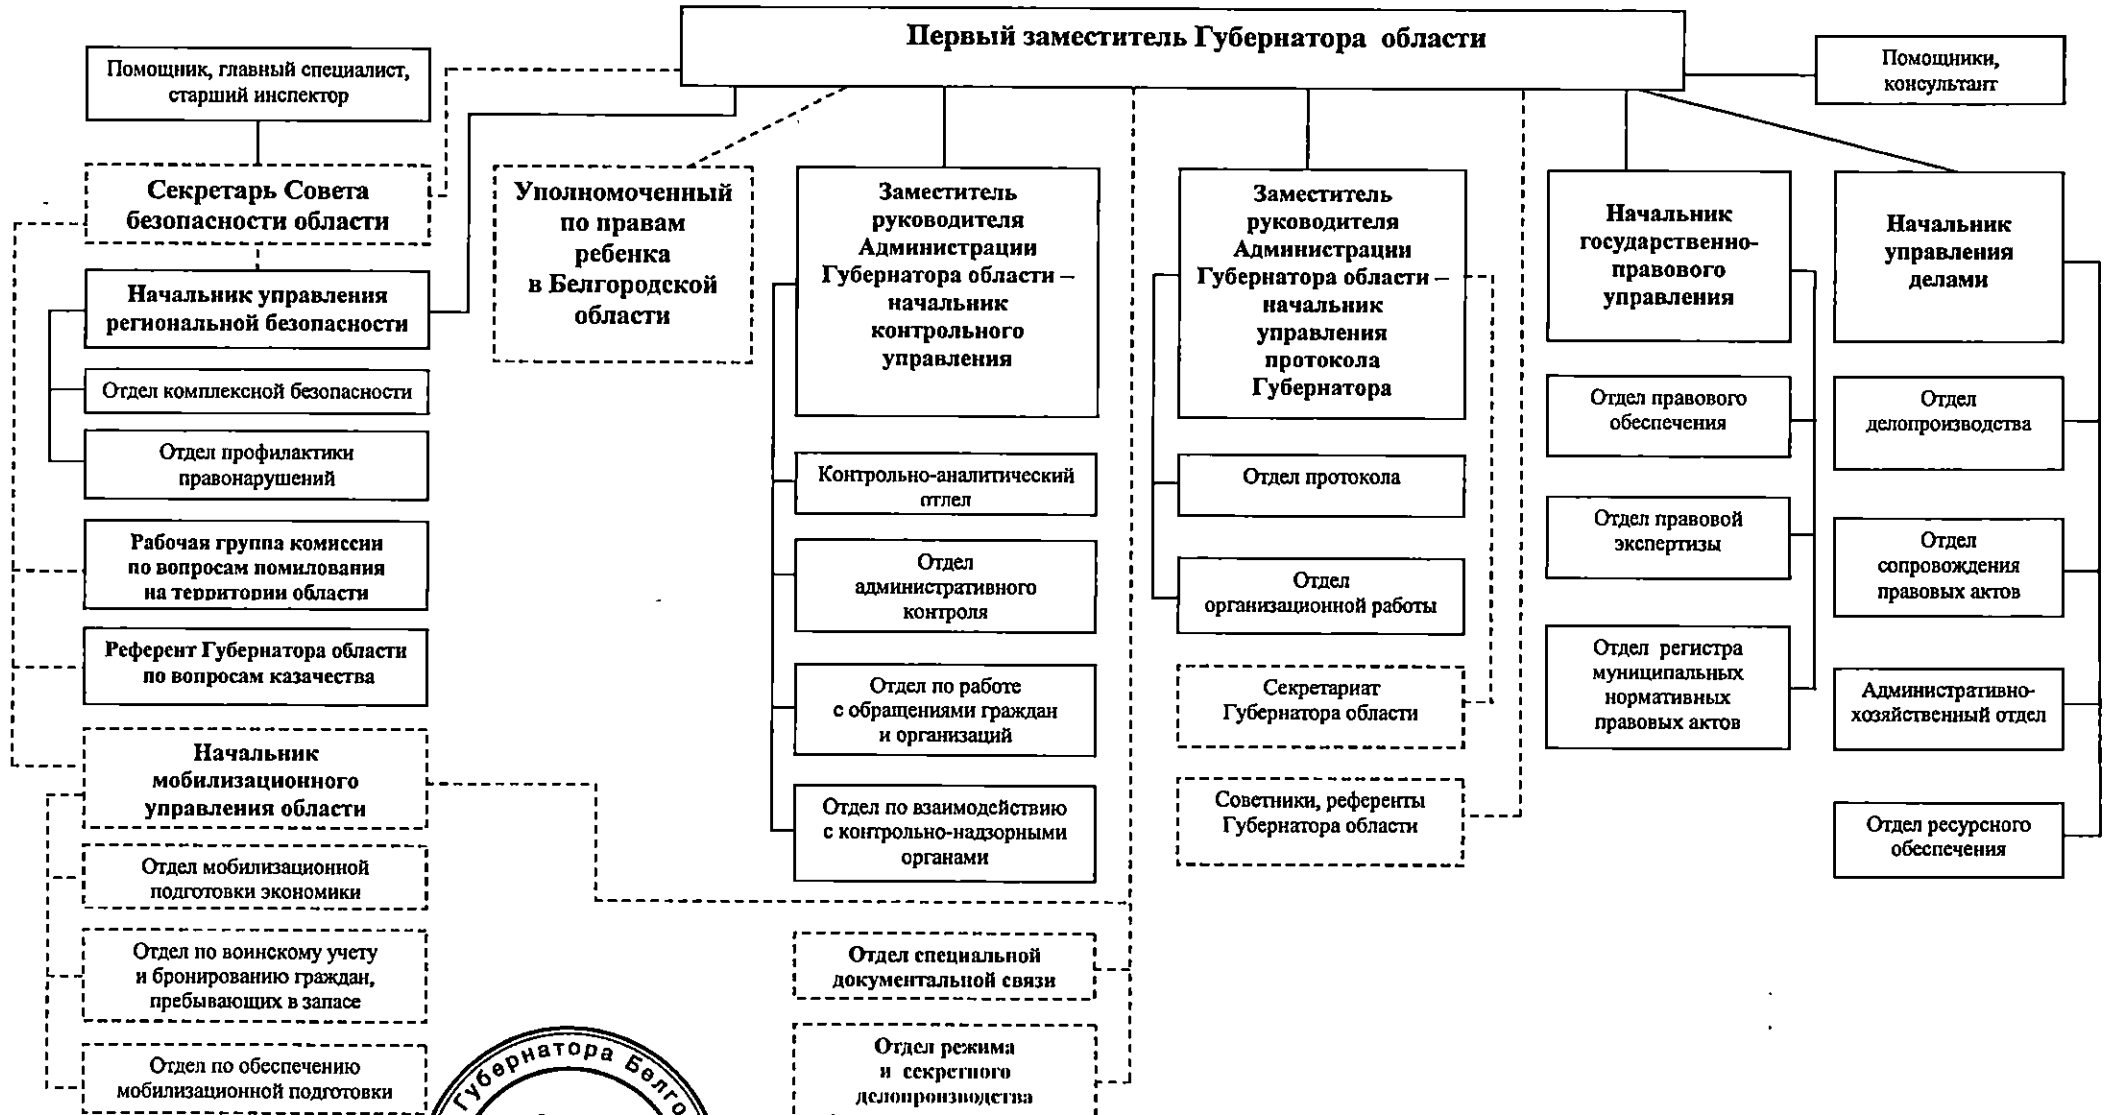 Первый заместитель Губернатора области
Помощник, главный специалист,
старший инспектор
Помощники,
консультант
Секретарь Совета
безопасности области
Начальник управления
региональной безопасности
Отдел комплексной безопасности
Отдел профилактики
правонарушений
Рабочая группа комиссии
по вопросам помилования
на территории области
Референт Губернатора области
по вопросам казачества
Начальник
мобилизационного
управления области
Отдел мобилизационной
подготовки экономики
Отдел по воинскому учету
и бронированию граждан,
пребывающих в запасе
Отдел по обеспечению
мобилизационной подготовки
Уполномоченный
по правам
ребенка
в Белгородской
области
Заместитель
руководителя
Администрации
Губернатора области –
начальник
контрольного
управления
Контрольно-аналитический
отлел
Отдел
административного
контроля
Отдел по работе
с обращениями граждан
и организаций
Отдел по взаимодействию
с контрольно-надзорными
органами
Отдел специальной
документальной связи
Отдел режима
и секретного
делопроизводства
Заместитель
руководителя
Администрации
Губернатора области –
начальник
управления
протокола
Губернатора
Отдел протокола
Отдел
организационной работы
Секретариат
Губернатора области
Советники, референты
Губернатора области
Начальник
государственно-
правового
управления
Отдел правового
обеспечения
Отдел правовой
экспертизы
Отдел регистра
муниципальных
нормативных
правовых актов
Начальник
управления
делами
Отдел
делопроизводства
Отдел
сопровождения
правовых актов
Административно-
хозяйственный отдел
Отдел ресурсного
обеспечения
Губернатора Белго